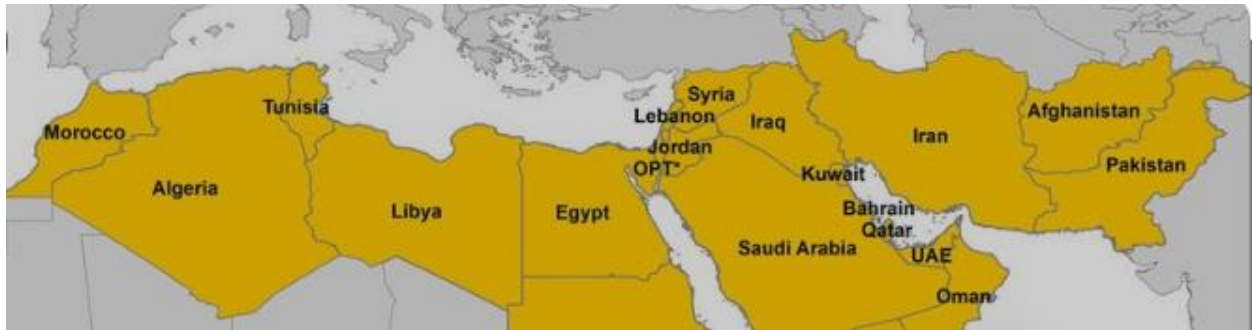 Morocco
Algeria
Tunisia
Libya
Egypt
Syria
Lebanon
Jordan
OPT*
Iraq
Kuwait
Saudi Arabia
Bahrain
Qatar
UAE
Oman
Iran
Afghanistan
Pakistan